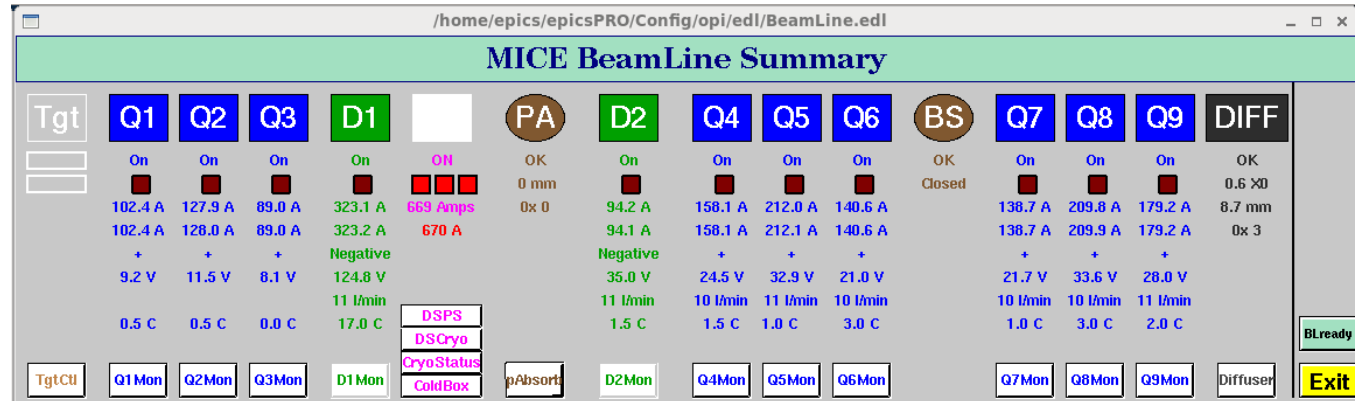 /home/epics/epicsPRO/Config/opi/edl/BeamLine.edl
MICE BeamLine Summary
Tgt Q1 Q2 Q3 D1 PA D2 Q4 Q5 Q6 BS Q7 Q8 Q9 DIFF
On On On On ON OK On On On On OK On On On OK
0 mm Closed 0.6 X0
102.4 A 127.9 A 89.0 A 323.1 A 669 Amps 0x 0 94.2 A 158.1 A 212.0 A 140.6 A 138.7 A 209.8 A 179.2 A 8.7 mm
102.4 A 128.0 A 89.0 A 323.2 A 670 A 94.1 A 158.1 A 212.1 A 140.6 A 138.7 A 209.9 A 179.2 A 0x 3
+ + + Negative Negative + + + + + +
9.2 V 11.5 V 8.1 V 124.8 V 35.0 V 24.5 V 32.9 V 21.0 V 21.7 V 33.6 V 28.0 V
11 l/min 11 l/min 10 l/min 11 l/min 10 l/min 10 l/min 10 l/min 11 l/min
DSPS
0.5 C 0.5 C 0.0 C 17.0 C 1.5 C 1.5 C 1.0 C 3.0 C 1.0 C 3.0 C 2.0 C
DSCryo BLready
CryoStatus
TgtCtl Q1Mon Q2Mon Q3Mon D1Mon ColdBox pAbsorb D2Mon Q4Mon Q5Mon Q6Mon Q7Mon Q8Mon Q9Mon Diffuser Exit